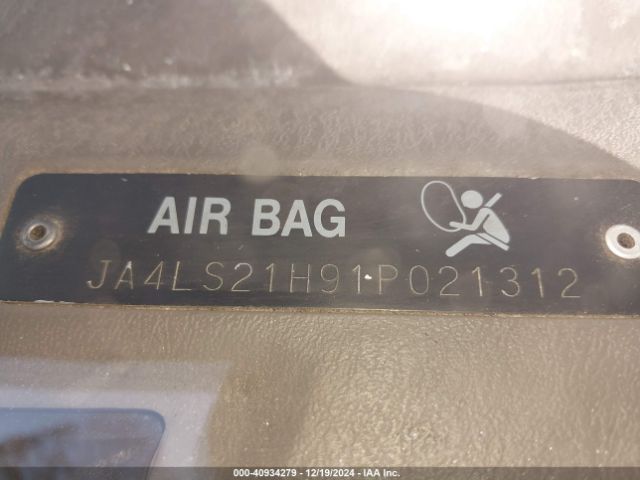 AIR BAG
JA4LS21H91P021312
000-40934279 - 12/19/2024 - IAA Inc.